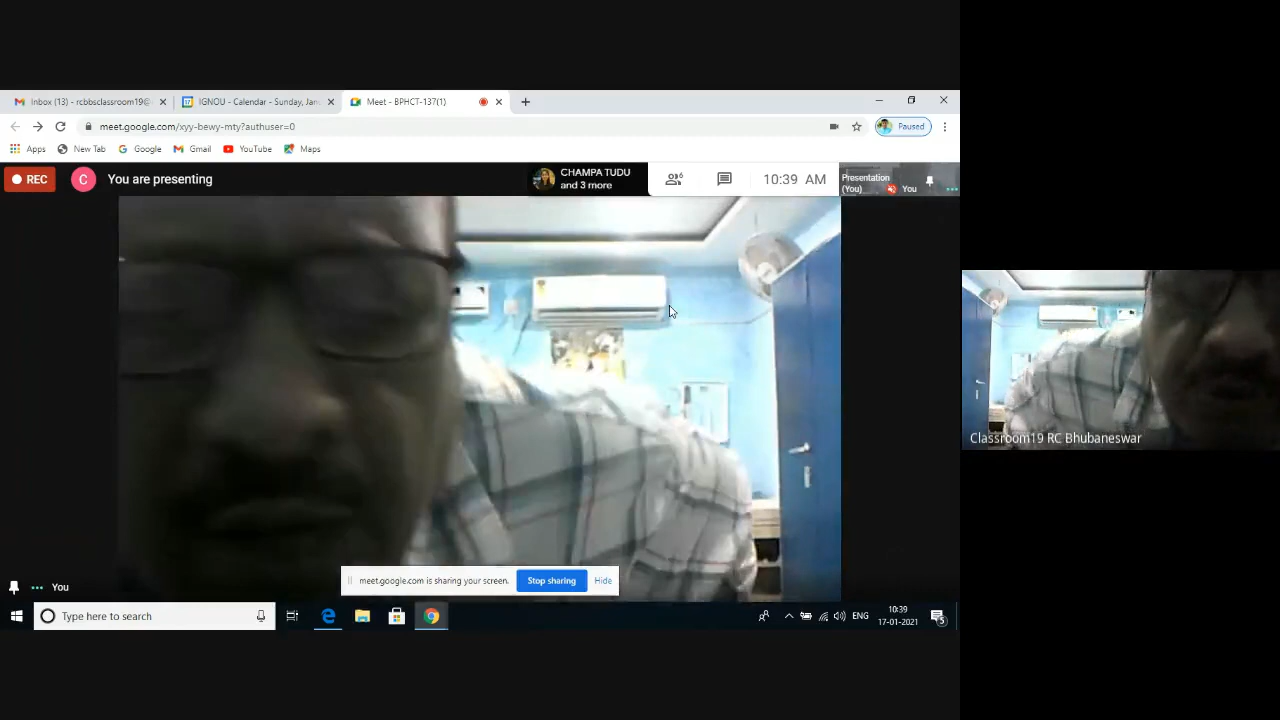 Inbox (13) - rcbbsclassroom19@
IGNOU - Calendar - Sunday, Jan
Meet - BPHCT-137(1)
meet.google.com/xyy-bewy-mty?authuser=0
Paused
Apps
New Tab
Google
Gmail
YouTube
Maps
REC
C
You are presenting
CHAMPA TUDU
and 3 more
6
10:39 AM
Presentation
(You)
You
Classroom19 RC Bhubaneswar
meet.google.com is sharing your screen.
Stop sharing
Hide
You
Type here to search
ENG
10:39
17-01-2021
5